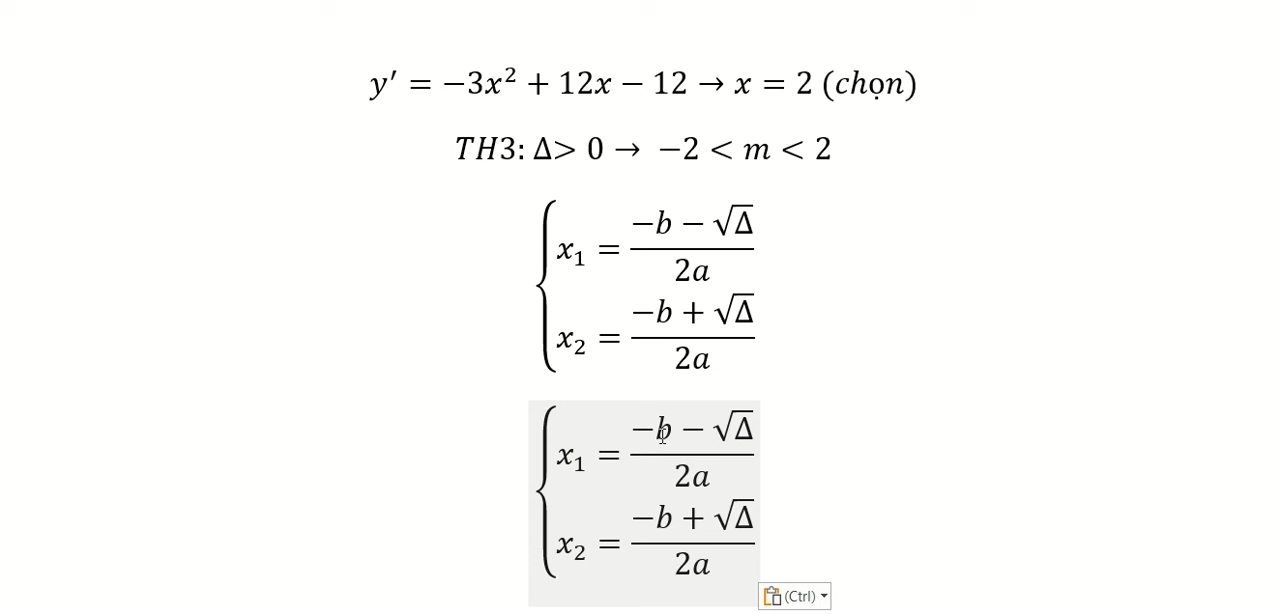 y′ = −3x² + 12x − 12 → x = 2 (chọn)
TH3: Δ> 0 → −2 < m < 2
x₁ = (−b − √Δ) / 2a
x₂ = (−b + √Δ) / 2a
x₁ = (−b − √Δ) / 2a
x₂ = (−b + √Δ) / 2a
(Ctrl)